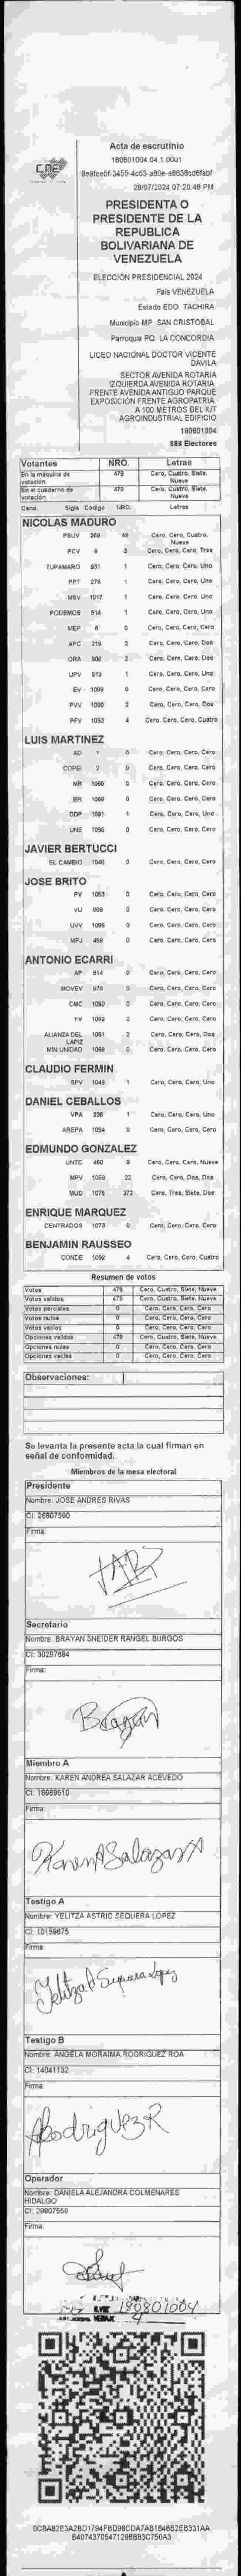 CNE
Acta de escrutinio
180801004.04.1.0001
28/07/2024 07:20:48 PM
PRESIDENTA O
PRESIDENTE DE LA
REPUBLICA
BOLIVARIANA DE
VENEZUELA
ELECCIÓN PRESIDENCIAL 2024
País VENEZUELA
Estado EDO. TACHIRA
Municipio MP. SAN CRISTOBAL
Parroquia PQ. LA CONCORDIA
LICEO NACIONAL DOCTOR VICENTE
DAVILA
SECTOR AVENIDA ROTARIA
IZQUIERDA AVENIDA ROTARIA
FRENTE AVENIDA ANTIGUO PARQUE
EXPOSICIÓN FRENTE AGROPATRIA
A 100 METROS DEL IUT
AGROINDUSTRIAL EDIFICIO
180801004
889 Electores
Votantes NRO. Letras
En la máquina de votación 479 Cero, Cuatro, Siete, Nueve
En el cuaderno de votación 479 Cero, Cuatro, Siete, Nueve
Cand. Sigla Código NRO. Letras
NICOLAS MADURO
PSUV 269 49 Cero, Cero, Cuatro, Nueve
PCV 3 Cero, Cero, Cero, Tres
TUPAMARO 931 1 Cero, Cero, Cero, Uno
PPT 276 1 Cero, Cero, Cero, Uno
MSV 1017 1 Cero, Cero, Cero, Uno
PODEMOS 514 1 Cero, Cero, Cero, Uno
MEP 6 0 Cero, Cero, Cero, Cero
APC 219 2 Cero, Cero, Cero, Dos
ORA 906 2 Cero, Cero, Cero, Dos
UPV 513 1 Cero, Cero, Cero, Uno
EV 1099 0 Cero, Cero, Cero, Cero
PVV 1090 2 Cero, Cero, Cero, Dos
PFV 1093 4 Cero, Cero, Cero, Cuatro
LUIS MARTINEZ
AD 1 0 Cero, Cero, Cero, Cero
COPEI 2 0 Cero, Cero, Cero, Cero
MR 1066 0 Cero, Cero, Cero, Cero
BR 0 Cero, Cero, Cero, Cero
DDP 1091 1 Cero, Cero, Cero, Uno
UNE 1096 0 Cero, Cero, Cero, Cero
JAVIER BERTUCCI
EL CAMBIO 1046 0 Cero, Cero, Cero, Cero
JOSE BRITO
PV 1053 0 Cero, Cero, Cero, Cero
VU 0 Cero, Cero, Cero, Cero
UVV 1095 0 Cero, Cero, Cero, Cero
MPJ 459 0 Cero, Cero, Cero, Cero
ANTONIO ECARRI
AP 814 0 Cero, Cero, Cero, Cero
MOVEV 970 0 Cero, Cero, Cero, Cero
CMC 1050 0 Cero, Cero, Cero, Cero
FV 1062 0 Cero, Cero, Cero, Cero
ALIANZA DEL LAPIZ 1061 2 Cero, Cero, Cero, Dos
MIN UNIDAD 1069 0 Cero, Cero, Cero, Cero
CLAUDIO FERMIN
SPV 1049 1 Cero, Cero, Cero, Uno
DANIEL CEBALLOS
VPA 236 1 Cero, Cero, Cero, Uno
AREPA 1094 0 Cero, Cero, Cero, Cero
EDMUNDO GONZALEZ
UNTC 460 9 Cero, Cero, Cero, Nueve
MPV 1069 22 Cero, Cero, Dos, Dos
MUD 1075 372 Cero, Tres, Siete, Dos
ENRIQUE MARQUEZ
CENTRADOS 1073 0 Cero, Cero, Cero, Cero
BENJAMIN RAUSSEO
CONDE 1092 4 Cero, Cero, Cero, Cuatro
Resumen de votos
Votos 479 Cero, Cuatro, Siete, Nueve
Votos válidos 479 Cero, Cuatro, Siete, Nueve
Votos parciales 0 Cero, Cero, Cero, Cero
Votos nulos 0 Cero, Cero, Cero, Cero
Votos vacíos 0 Cero, Cero, Cero, Cero
Opciones válidas 479 Cero, Cuatro, Siete, Nueve
Opciones nulas 0 Cero, Cero, Cero, Cero
Opciones vacías 0 Cero, Cero, Cero, Cero
Observaciones:
Se levanta la presente acta la cual firman en
señal de conformidad.
Miembros de la mesa electoral
Presidente
Nombre: JOSE ANDRES RIVAS
CI: 26807590
Firma:
Secretario
Nombre: BRAYAN SNEIDER RANGEL BURGOS
CI: 30297684
Firma:
Brayan
Miembro A
Nombre: KAREN ANDREA SALAZAR ACEVEDO
CI: 18989510
Firma:
Karen A Salazar A
Testigo A
Nombre: YELITZA ASTRID SEQUERA LOPEZ
CI: 10159875
Firma:
Yelitza A Sequera Lopez
Testigo B
Nombre: ANGELA MORAIMA RODRIGUEZ ROA
CI: 14041132
Firma:
ARodriguez R
Operador
Nombre: DANIELA ALEJANDRA COLMENARES
HIDALGO
CI: 29907559
Firma:
180801004
4